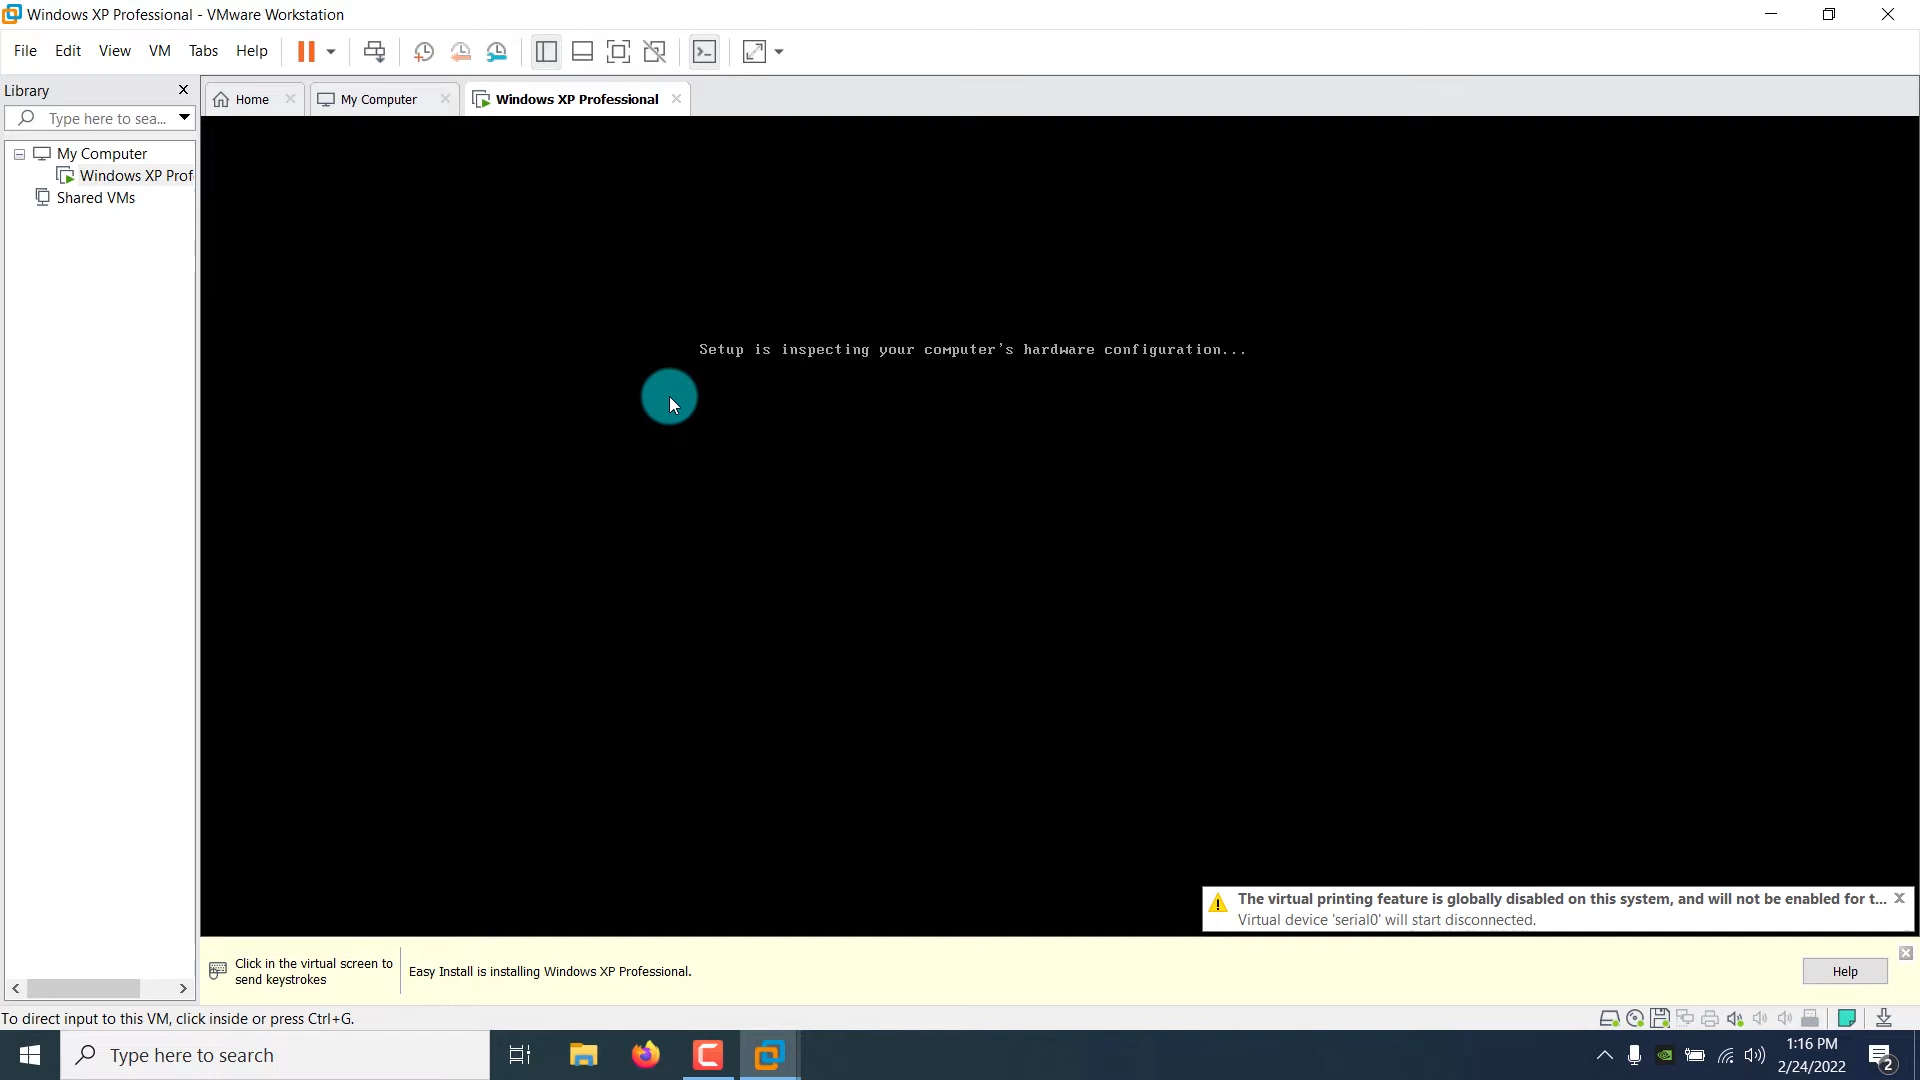 Windows XP Professional - VMware Workstation
File Edit View VM Tabs Help
Library
Type here to sea...
Home
My Computer
Windows XP Professional
My Computer
Windows XP Prof
Shared VMs
Setup is inspecting your computer's hardware configuration...
The virtual printing feature is globally disabled on this system, and will not be enabled for t...
Virtual device 'serial0' will start disconnected.
Click in the virtual screen to
send keystrokes
Easy Install is installing Windows XP Professional.
Help
To direct input to this VM, click inside or press Ctrl+G.
Type here to search
1:16 PM
2/24/2022
2